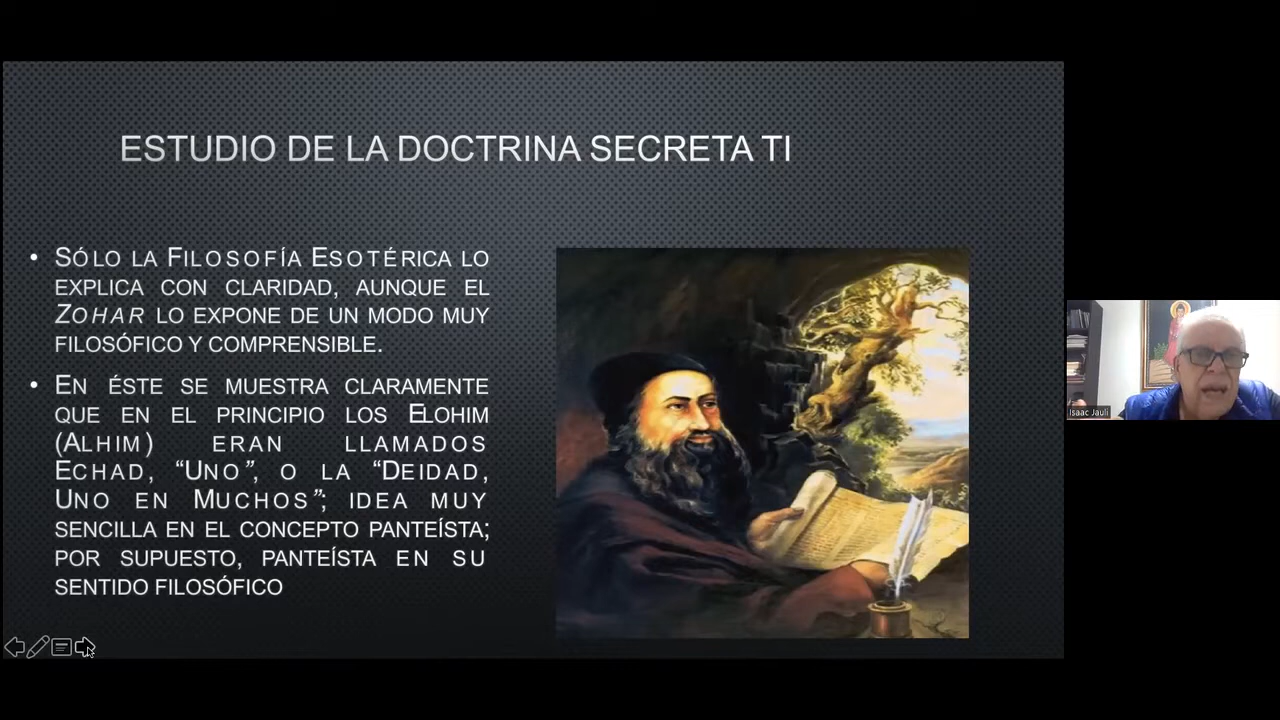 ESTUDIO DE LA DOCTRINA SECRETA TI
• SÓLO LA FILOSOFÍA ESOTÉRICA LO
EXPLICA CON CLARIDAD, AUNQUE EL
ZOHAR LO EXPONE DE UN MODO MUY
FILOSÓFICO Y COMPRENSIBLE.
• EN ÉSTE SE MUESTRA CLARAMENTE
QUE EN EL PRINCIPIO LOS ELOHIM
(ALHIM) ERAN LLAMADOS
ECHAD, “UNO”, O LA “DEIDAD,
UNO EN MUCHOS”; IDEA MUY
SENCILLA EN EL CONCEPTO PANTEÍSTA;
POR SUPUESTO, PANTEÍSTA EN SU
SENTIDO FILOSÓFICO
Isaac Jauli